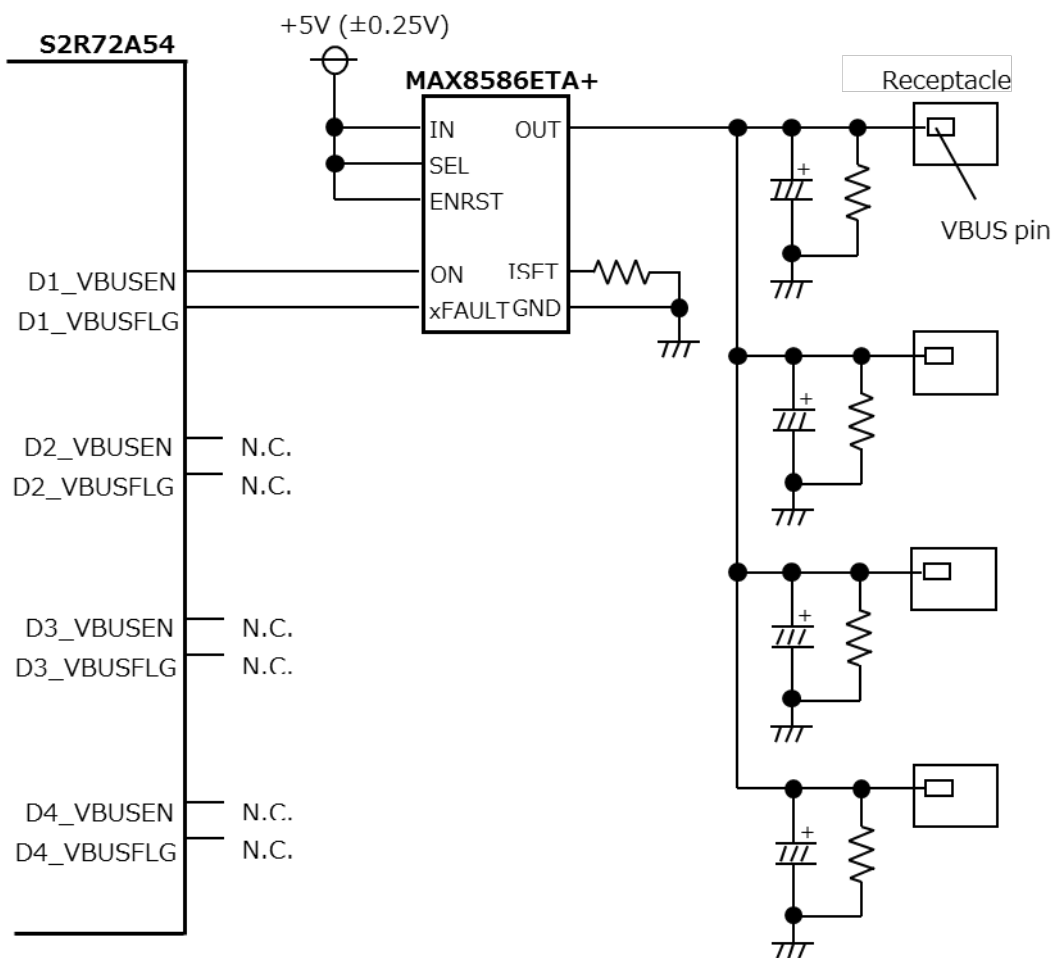 +5V (±0.25V)
S2R72A54
MAX8586ETA+
Receptacle
IN OUT
SEL
ENRST
+
VBUS pin
D1_VBUSEN
ON ISET
D1_VBUSFLG
xFAULT GND
+
D2_VBUSEN N.C.
D2_VBUSFLG N.C.
+
D3_VBUSEN N.C.
D3_VBUSFLG N.C.
D4_VBUSEN N.C.
+
D4_VBUSFLG N.C.